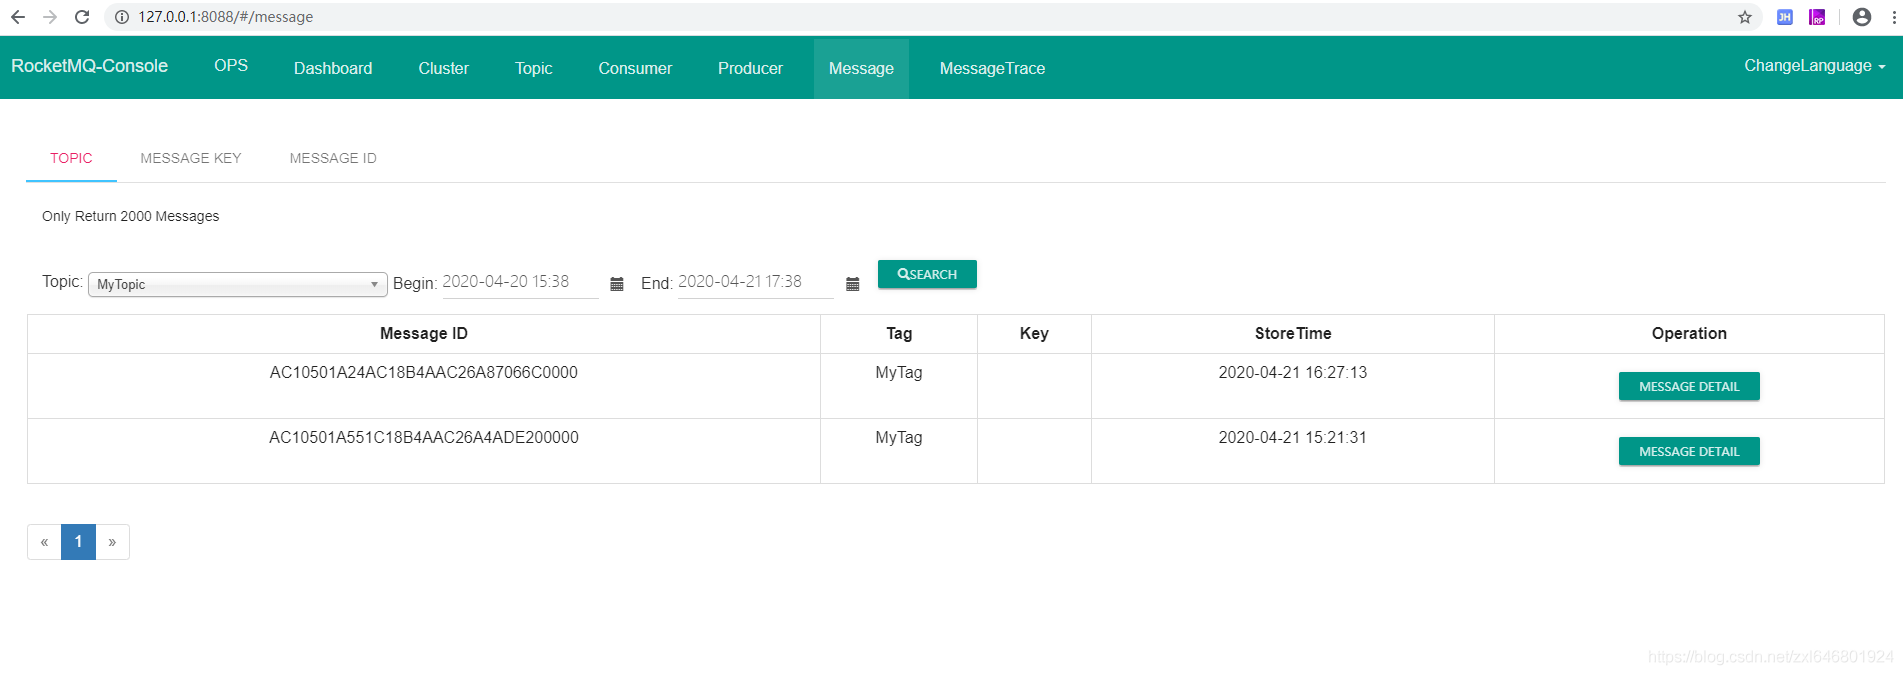 127.0.0.1:8088/#/message
JH
RP
RocketMQ-Console OPS Dashboard Cluster Topic Consumer Producer Message MessageTrace ChangeLanguage
TOPIC MESSAGE KEY MESSAGE ID
Only Return 2000 Messages
Topic: MyTopic Begin: 2020-04-20 15:38 End: 2020-04-21 17:38 SEARCH
Message ID Tag Key StoreTime Operation
AC10501A24AC18B4AAC26A87066C0000 MyTag 2020-04-21 16:27:13 MESSAGE DETAIL
AC10501A551C18B4AAC26A4ADE200000 MyTag 2020-04-21 15:21:31 MESSAGE DETAIL
« 1 »
https://blog.csdn.net/zxl646801924